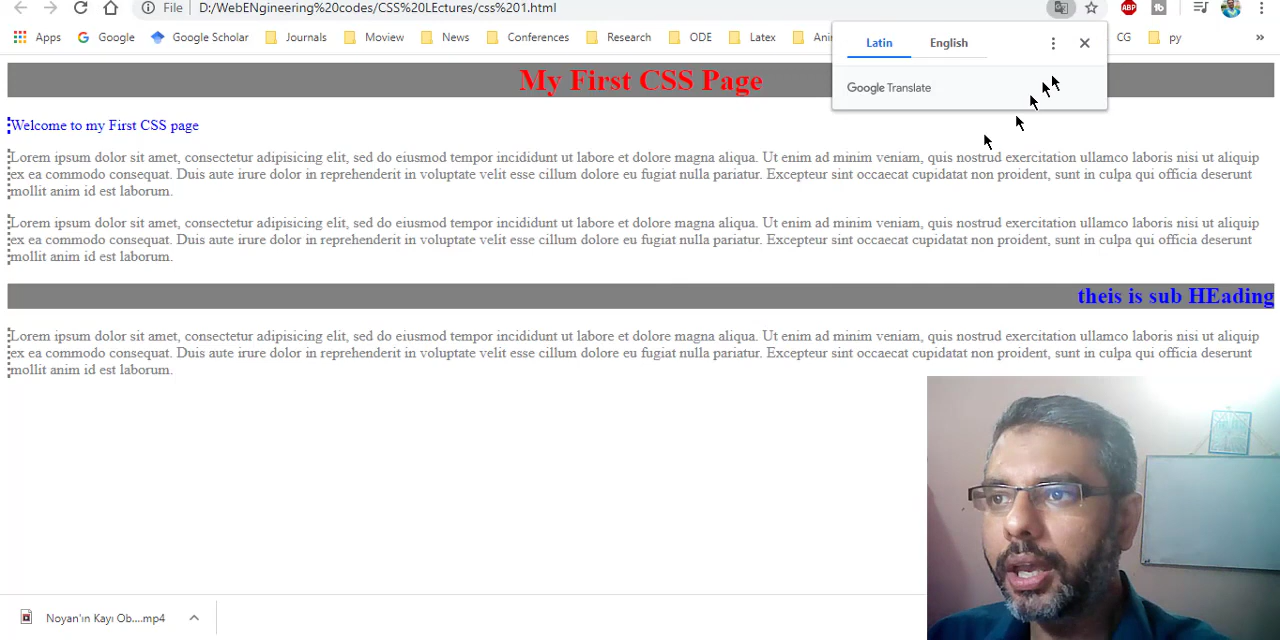 File D:/WebENgineering%20codes/CSS%20LEctures/css%201.html
Apps Google Google Scholar Journals Moview News Conferences Research ODE Latex CG py »
Latin English
Google Translate
My First CSS Page
Welcome to my First CSS page
Lorem ipsum dolor sit amet, consectetur adipisicing elit, sed do eiusmod tempor incididunt ut labore et dolore magna aliqua. Ut enim ad minim veniam, quis nostrud exercitation ullamco laboris nisi ut aliquip
ex ea commodo consequat. Duis aute irure dolor in reprehenderit in voluptate velit esse cillum dolore eu fugiat nulla pariatur. Excepteur sint occaecat cupidatat non proident, sunt in culpa qui officia deserunt
mollit anim id est laborum.
Lorem ipsum dolor sit amet, consectetur adipisicing elit, sed do eiusmod tempor incididunt ut labore et dolore magna aliqua. Ut enim ad minim veniam, quis nostrud exercitation ullamco laboris nisi ut aliquip
ex ea commodo consequat. Duis aute irure dolor in reprehenderit in voluptate velit esse cillum dolore eu fugiat nulla pariatur. Excepteur sint occaecat cupidatat non proident, sunt in culpa qui officia deserunt
mollit anim id est laborum.
theis is sub HEading
Lorem ipsum dolor sit amet, consectetur adipisicing elit, sed do eiusmod tempor incididunt ut labore et dolore magna aliqua. Ut enim ad minim veniam, quis nostrud exercitation ullamco laboris nisi ut aliquip
ex ea commodo consequat. Duis aute irure dolor in reprehenderit in voluptate velit esse cillum dolore eu fugiat nulla pariatur. Excepteur sint occaecat cupidatat non proident, sunt in culpa qui officia deserunt
mollit anim id est laborum.
Noyan'ın Kayı Ob....mp4